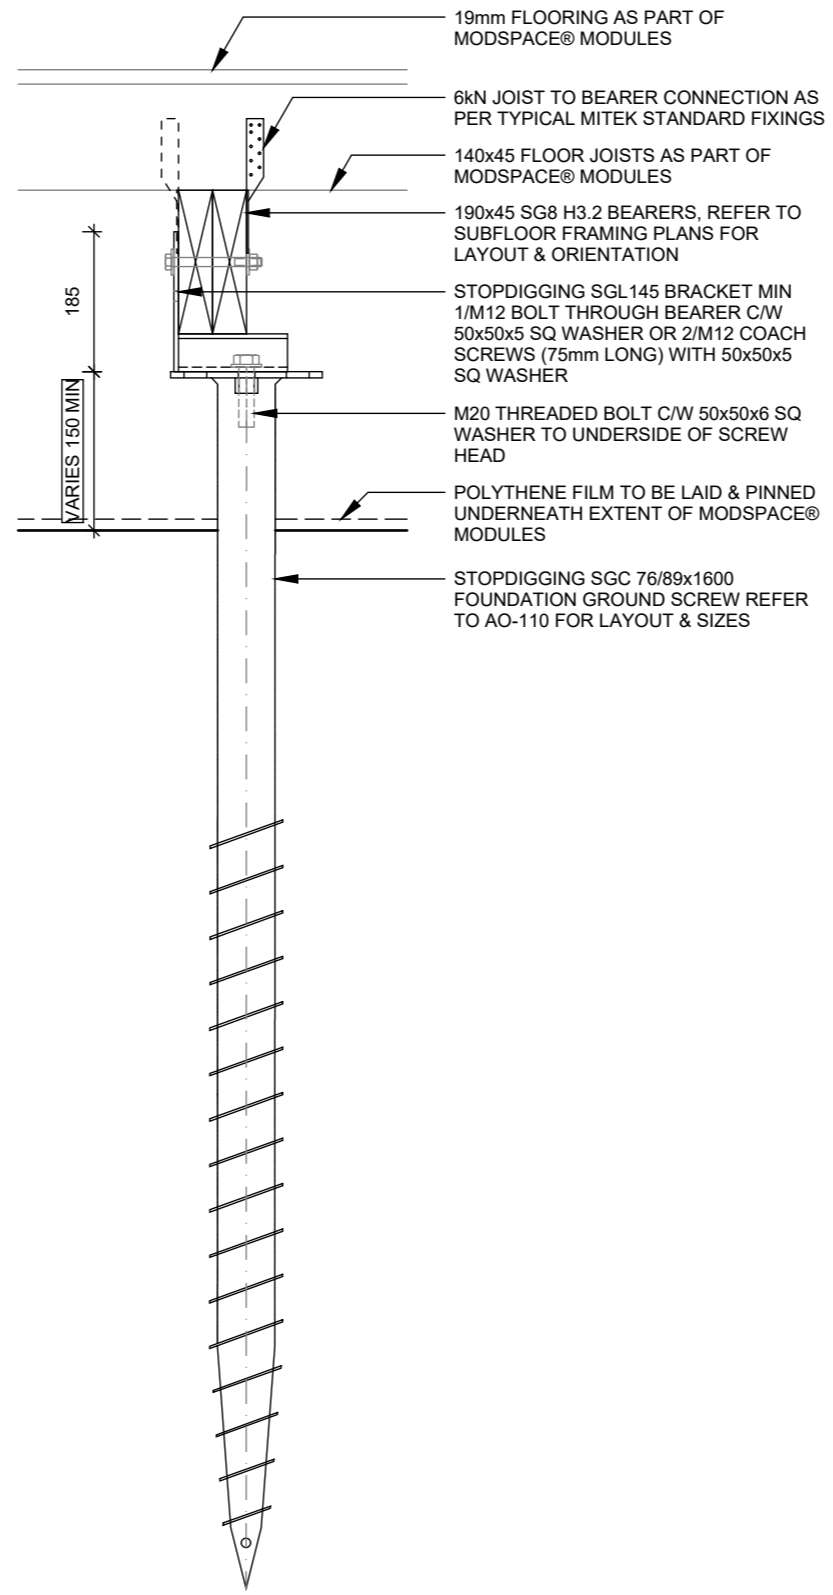 19mm FLOORING AS PART OF
MODSPACE® MODULES
6kN JOIST TO BEARER CONNECTION AS
PER TYPICAL MITEK STANDARD FIXINGS
140x45 FLOOR JOISTS AS PART OF
MODSPACE® MODULES
190x45 SG8 H3.2 BEARERS, REFER TO
SUBFLOOR FRAMING PLANS FOR
LAYOUT & ORIENTATION
STOPDIGGING SGL145 BRACKET MIN
1/M12 BOLT THROUGH BEARER C/W
50x50x5 SQ WASHER OR 2/M12 COACH
SCREWS (75mm LONG) WITH 50x50x5
SQ WASHER
M20 THREADED BOLT C/W 50x50x6 SQ
WASHER TO UNDERSIDE OF SCREW
HEAD
POLYTHENE FILM TO BE LAID & PINNED
UNDERNEATH EXTENT OF MODSPACE®
MODULES
STOPDIGGING SGC 76/89x1600
FOUNDATION GROUND SCREW REFER
TO AO-110 FOR LAYOUT & SIZES
185
VARIES 150 MIN